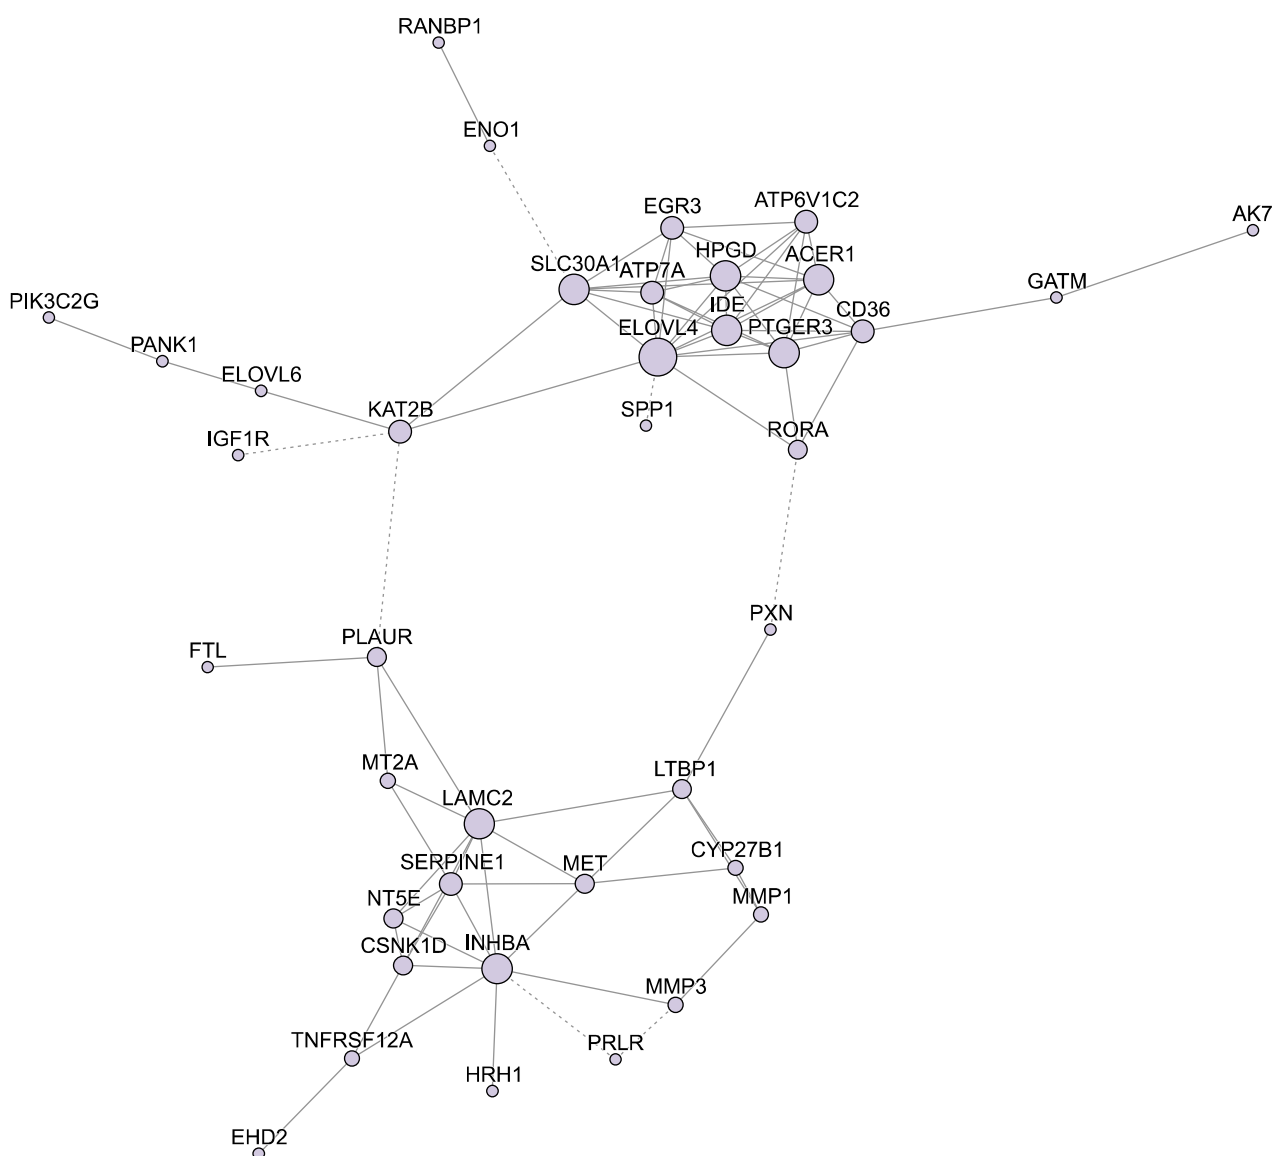 RANBP1
ENO1
EGR3
ATP6V1C2
AK7
HPGD
ACER1
SLC30A1
ATP7A
GATM
PIK3C2G
IDE
CD36
ELOVL4
PTGER3
PANK1
ELOVL6
KAT2B
SPP1
IGF1R
RORA
PXN
PLAUR
FTL
MT2A
LTBP1
LAMC2
CYP27B1
SERPINE1
MET
NT5E
MMP1
CSNK1D
INHBA
MMP3
TNFRSF12A
PRLR
HRH1
EHD2